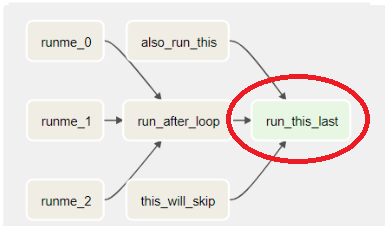 runme_0
also_run_this
runme_1
run_after_loop
run_this_last
runme_2
this_will_skip